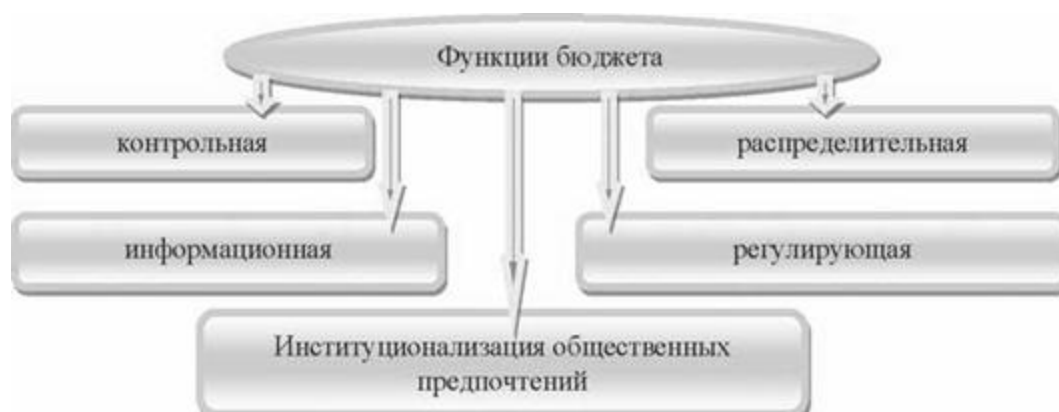 Функции бюджета
контрольная
распределительная
информационная
регулирующая
Институционализация общественных
предпочтений